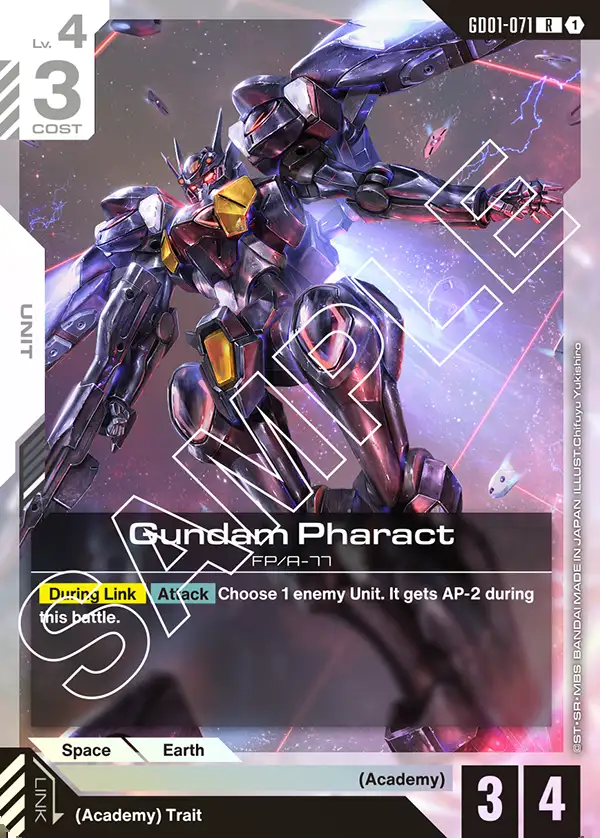 GD01-071 R 1
Lv. 4
3
COST
UNIT
SAMPLE
Gundam Pharact
FP/A-77
During Link Attack Choose 1 enemy Unit. It gets AP-2 during
this battle.
Space Earth
(Academy)
LINK
(Academy) Trait
3 4
©ST・SR・MBS BANDAI MADE IN JAPAN ILLUST.Chifuyu Yukishiro